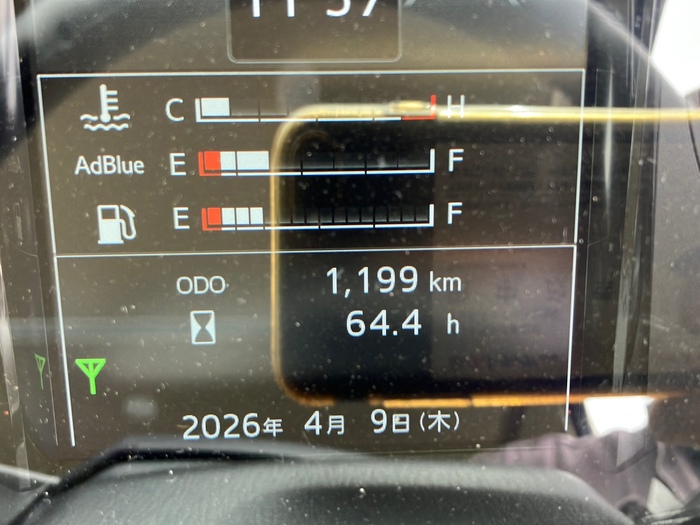 C H
AdBlue E F
E F
ODO 1,199 km
64.4 h
2026年 4月 9日(木)